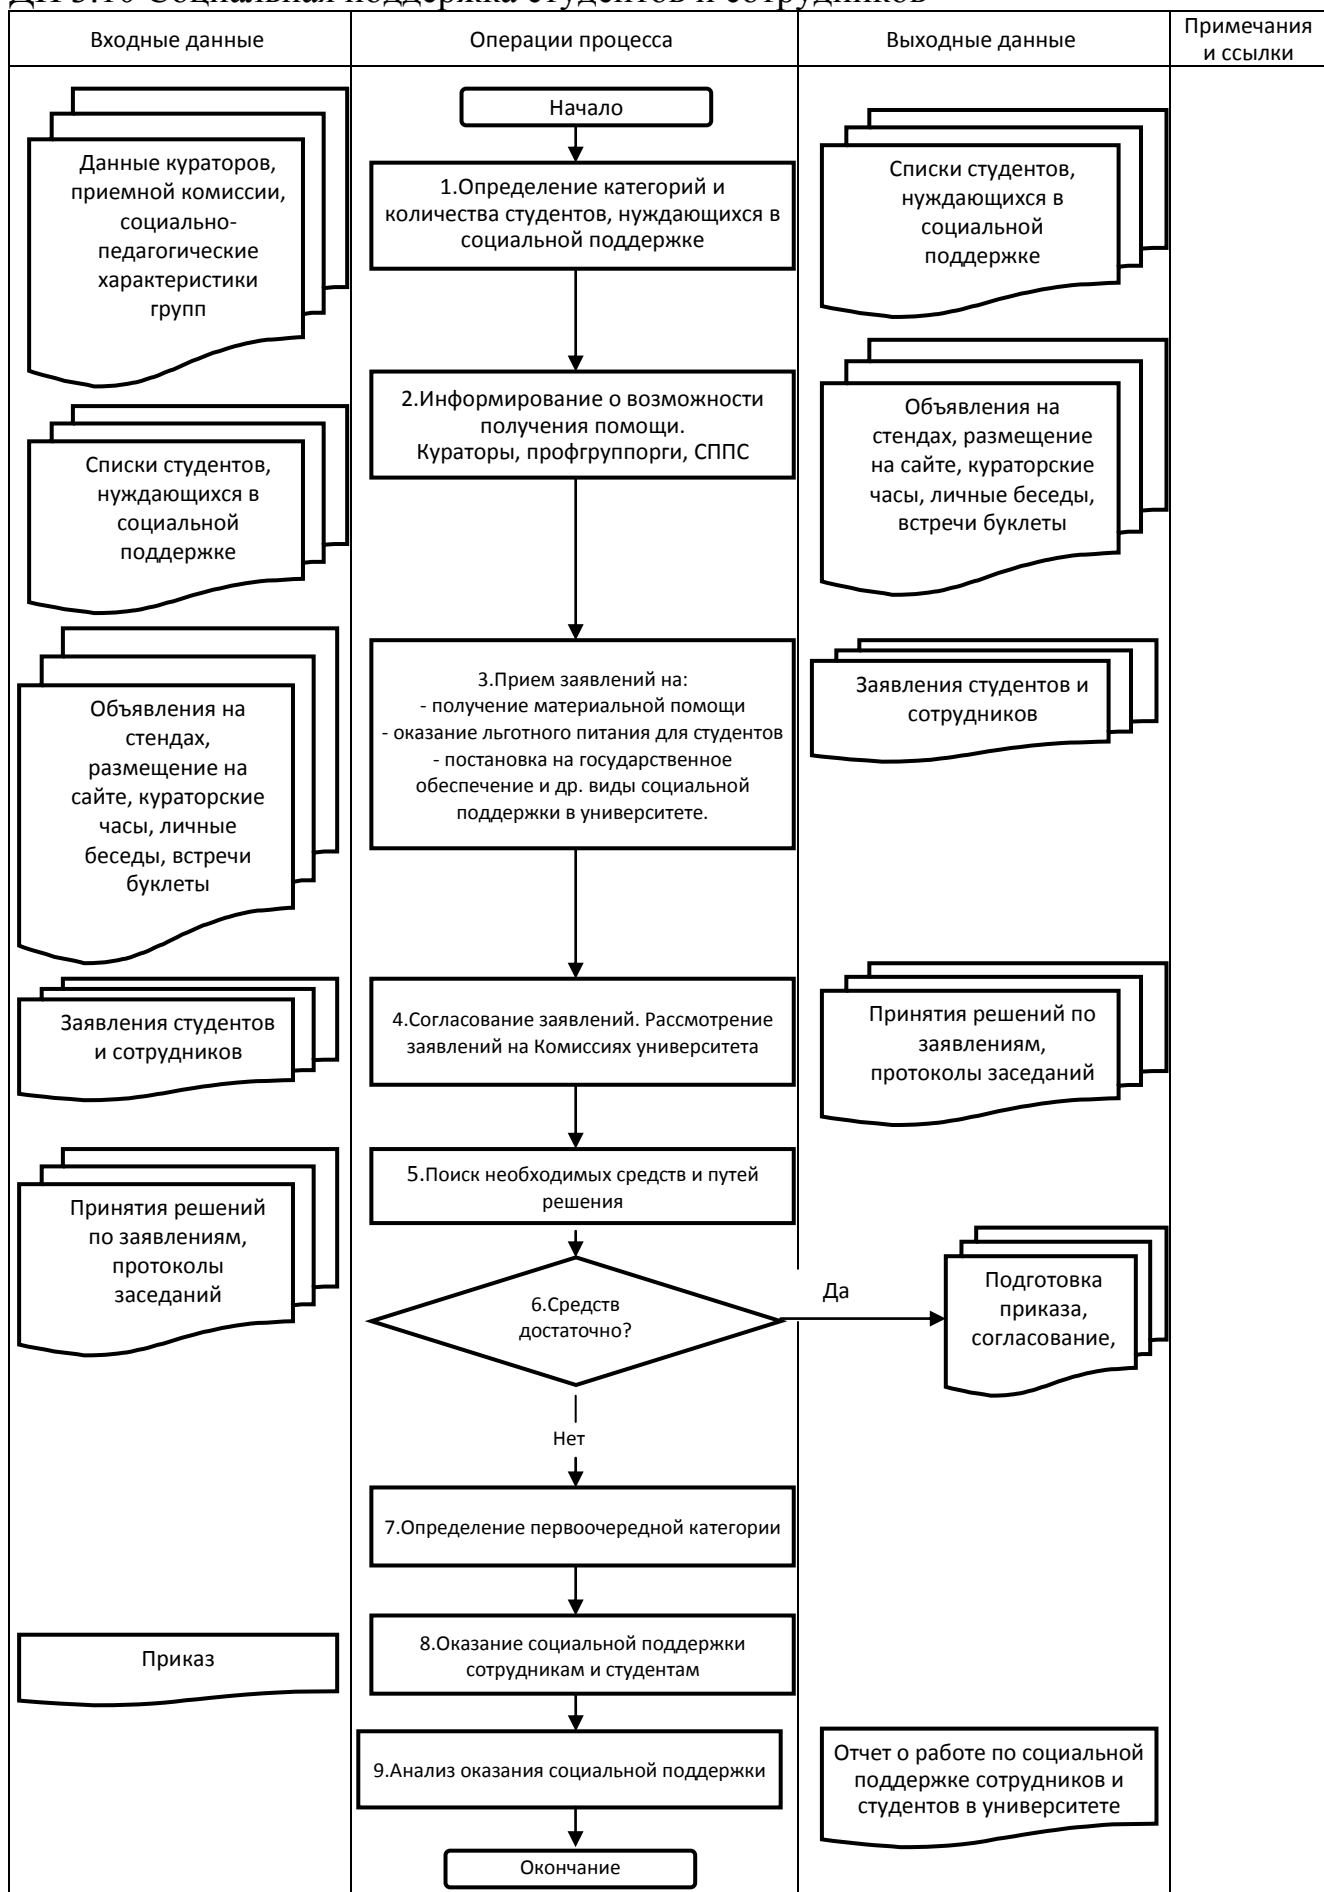 ДП 3.10 Социальная поддержка студентов и сотрудников
Входные данные
Операции процесса
Выходные данные
Примечания
и ссылки
Начало
Данные кураторов,
приемной комиссии,
социально-
педагогические
характеристики
групп
1.Определение категорий и
количества студентов, нуждающихся в
социальной поддержке
Списки студентов,
нуждающихся в
социальной
поддержке
Списки студентов,
нуждающихся в
социальной
поддержке
2.Информирование о возможности
получения помощи.
Кураторы, профгруппорги, СППС
Объявления на
стендах, размещение
на сайте, кураторские
часы, личные беседы,
встречи буклеты
Объявления на
стендах,
размещение на
сайте, кураторские
часы, личные
беседы, встречи
буклеты
3.Прием заявлений на:
- получение материальной помощи
- оказание льготного питания для студентов
- постановка на государственное
обеспечение и др. виды социальной
поддержки в университете.
Заявления студентов и
сотрудников
Заявления студентов
и сотрудников
4.Согласование заявлений. Рассмотрение
заявлений на Комиссиях университета
Принятия решений по
заявлениям,
протоколы заседаний
Принятия решений
по заявлениям,
протоколы
заседаний
5.Поиск необходимых средств и путей
решения
6.Средств
достаточно?
Да
Подготовка
приказа,
согласование,
Нет
7.Определение первоочередной категории
Приказ
8.Оказание социальной поддержки
сотрудникам и студентам
9.Анализ оказания социальной поддержки
Отчет о работе по социальной
поддержке сотрудников и
студентов в университете
Окончание